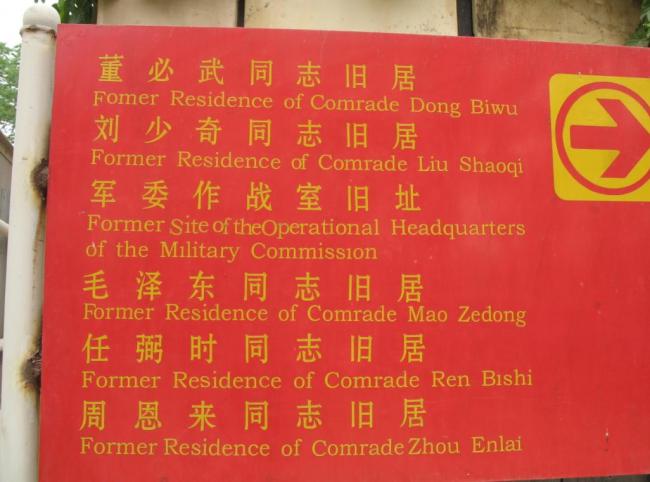 董必武同志旧居
Fomer Residence of Comrade Dong Biwu
刘少奇同志旧居
Former Residence of Comrade Liu Shaoqi
军委作战室旧址
Former Site of the Operational Headquarters
of the Military Commission
毛泽东同志旧居
Former Residence of Comrade Mao Zedong
任弼时同志旧居
Former Residence of Comrade Ren Bishi
周恩来同志旧居
Former Residence of Comrade Zhou Enlai